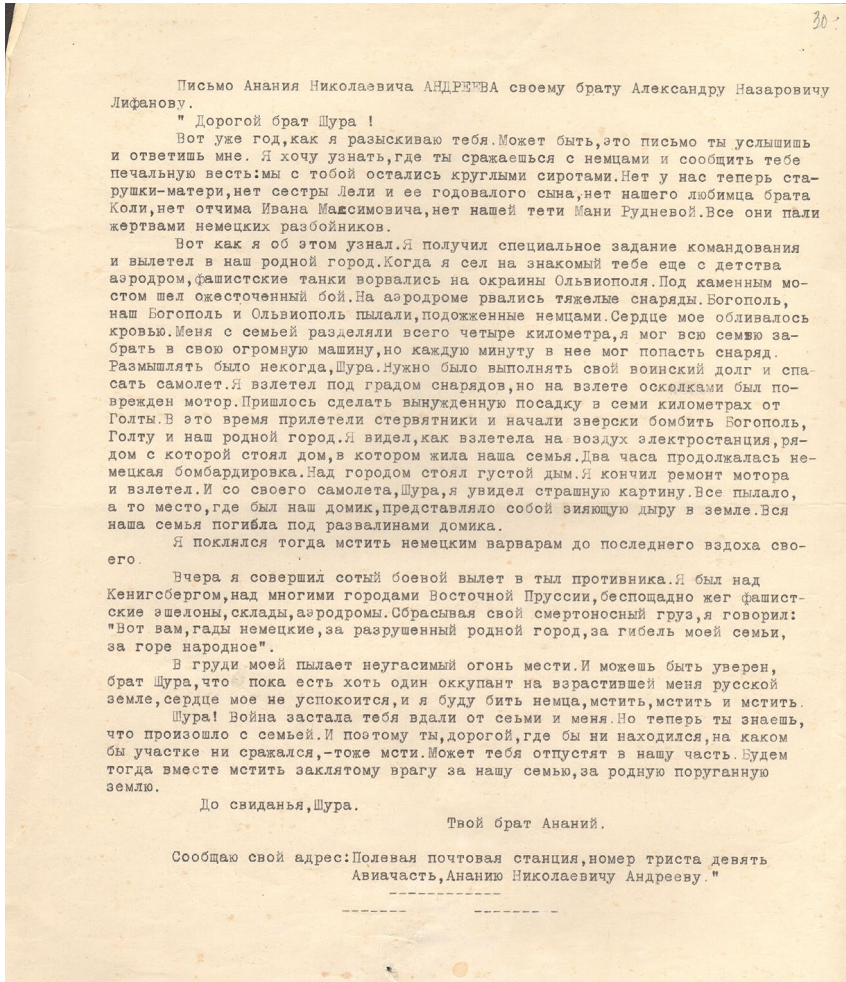 30.
Письмо Анания Николаевича АНДРЕЕВА своему брату Александру Назаровичу
Лифанову.
" Дорогой брат Шура !
Вот уже год,как я разыскиваю тебя.Может быть,это письмо ты услышишь
и ответишь мне. Я хочу узнать,где ты сражаешься с немцами и сообщить тебе
печальную весть:мы с тобой остались круглыми сиротами.Нет у нас теперь ста-
рушки-матери,нет сестры Лели и ее годовалого сына,нет нашего любимца брата
Коли,нет отчима Ивана Максимовича,нет нашей тети Мани Рудневой.Все они пали
жертвами немецких разбойников.
Вот как я об этом узнал.Я получил специальное задание командования
и вылетел в наш родной город.Когда я сел на знакомый тебе еще с детства
аэродром,фашистские танки ворвались на окраины Ольвиополя.Под каменным мо-
стом шел ожесточенный бой.На аэродроме рвались тяжелые снаряды.Богополь,
наш Богополь и Ольвиополь пылали,подожженные немцами.Сердце мое обливалось
кровью.Меня с семьей разделяли всего четыре километра,я мог всю семью за-
брать в свою огромную машину,но каждую минуту в нее мог попасть снаряд.
Размышлять было некогда,Шура.Нужно было выполнять свой воинский долг и спа-
сать самолет.Я взлетел под градом снарядов,но на взлете осколками был по-
врежден мотор.Пришлось сделать вынужденную посадку в семи километрах от
Голты.В это время прилетели стервятники и начали зверски бомбить Богополь,
Голту и наш родной город.Я видел,как взлетела на воздух электростанция,ря-
дом с которой стоял дом,в котором жила наша семья.Два часа продолжалась не-
мецкая бомбардировка.Над городом стоял густой дым.Я кончил ремонт мотора
и взлетел.И со своего самолета,Шура,я увидел страшную картину.Все пылало,
а то место,где был наш домик,представляло собой зияющую дыру в земле.Вся
наша семья погибла под развалинами домика.
Я поклялся тогда мстить немецким варварам до последнего вздоха сво-
его.
Вчера я совершил сотый боевой вылет в тыл противника.Я был над
Кенигсбергом,над многими городами Восточной Пруссии,беспощадно жег фашист-
ские эшелоны,склады,аэродромы.Сбрасывая свой смертоносный груз,я говорил:
"Вот вам,гады немецкие,за разрушенный родной город,за гибель моей семьи,
за горе народное".
В груди моей пылает неугасимый огонь мести.И можешь быть уверен,
брат Шура,что пока есть хоть один оккупант на взрастившей меня русской
земле,сердце мое не успокоится,и я буду бить немца,мстить,мстить и мстить.
Шура! Война застала тебя вдали от сеьми и меня.Но теперь ты знаешь,
что произошло с семьей.И поэтому ты,дорогой,где бы ни находился,на каком
бы участке ни сражался,-тоже мсти.Может тебя отпустят в нашу часть.Будем
тогда вместе мстить заклятому врагу за нашу семью,за родную поруганную
землю.
До свиданья,Шура.
Твой брат Ананий.
Сообщаю свой адрес:Полевая почтовая станция,номер триста девять
Авиачасть,Ананию Николаевичу Андрееву."